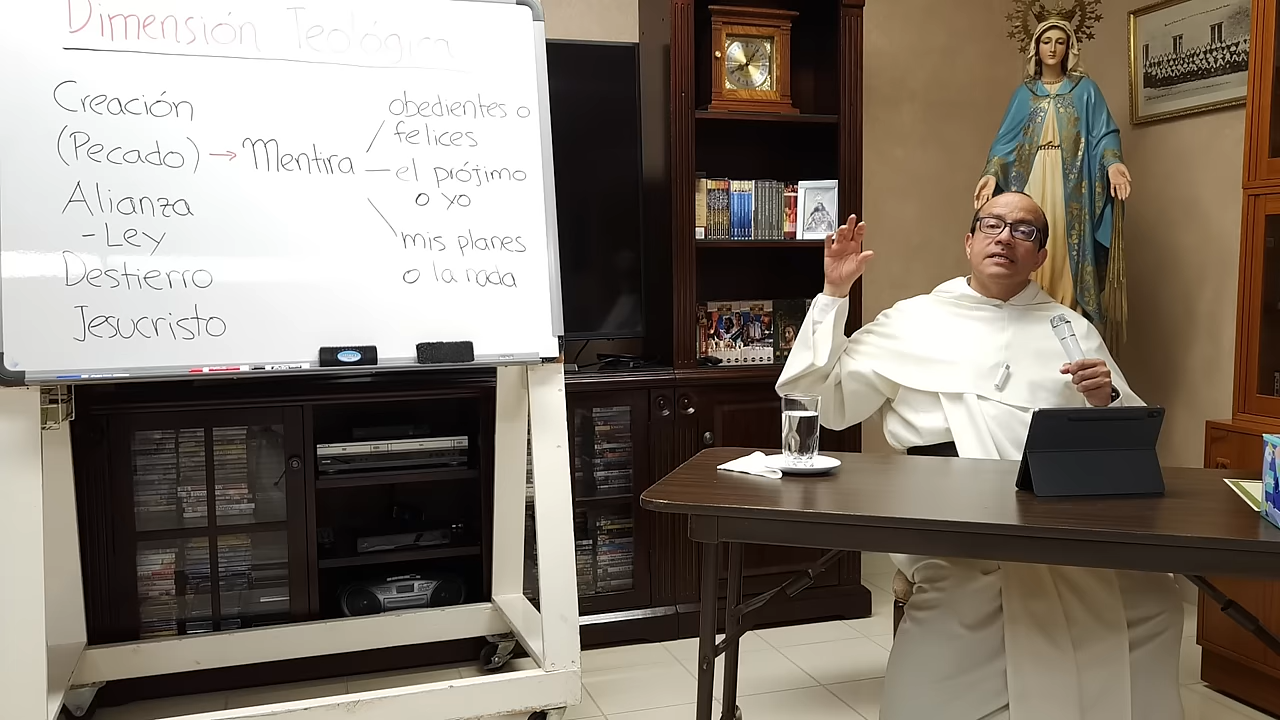 Dimensión Teológica
Creación
(Pecado) → Mentira
Alianza
- Ley
Destierro
Jesucristo
obedientes o
felices
el prójimo
o yo
mis planes
o la nada